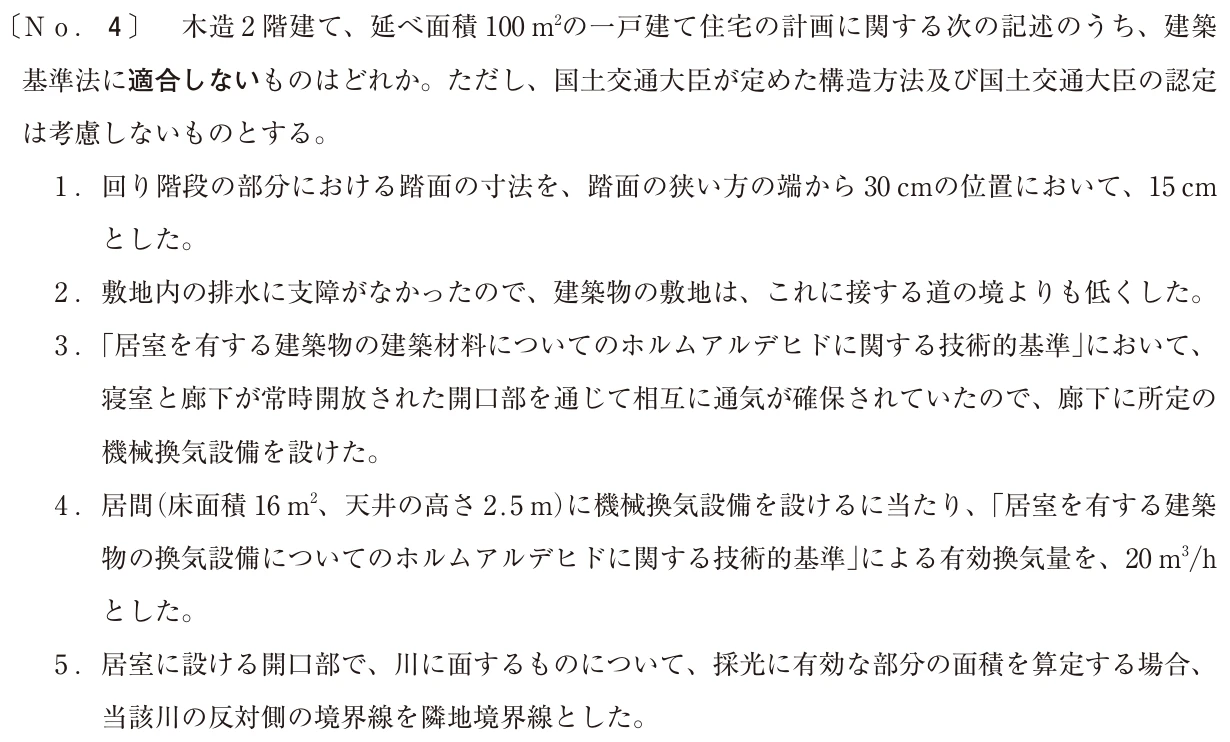 〔Ｎｏ．４〕　木造２階建て、延べ面積 100 m²の一戸建て住宅の計画に関する次の記述のうち、建築
基準法に適合しないものはどれか。ただし、国土交通大臣が定めた構造方法及び国土交通大臣の認定
は考慮しないものとする。
１．回り階段の部分における踏面の寸法を、踏面の狭い方の端から 30 cmの位置において、15 cm
とした。
２．敷地内の排水に支障がなかったので、建築物の敷地は、これに接する道の境よりも低くした。
３．「居室を有する建築物の建築材料についてのホルムアルデヒドに関する技術的基準」において、
寝室と廊下が常時開放された開口部を通じて相互に通気が確保されていたので、廊下に所定の
機械換気設備を設けた。
４．居間(床面積 16 m²、天井の高さ 2.5 m)に機械換気設備を設けるに当たり、「居室を有する建築
物の換気設備についてのホルムアルデヒドに関する技術的基準」による有効換気量を、20 m³/h
とした。
５．居室に設ける開口部で、川に面するものについて、採光に有効な部分の面積を算定する場合、
当該川の反対側の境界線を隣地境界線とした。